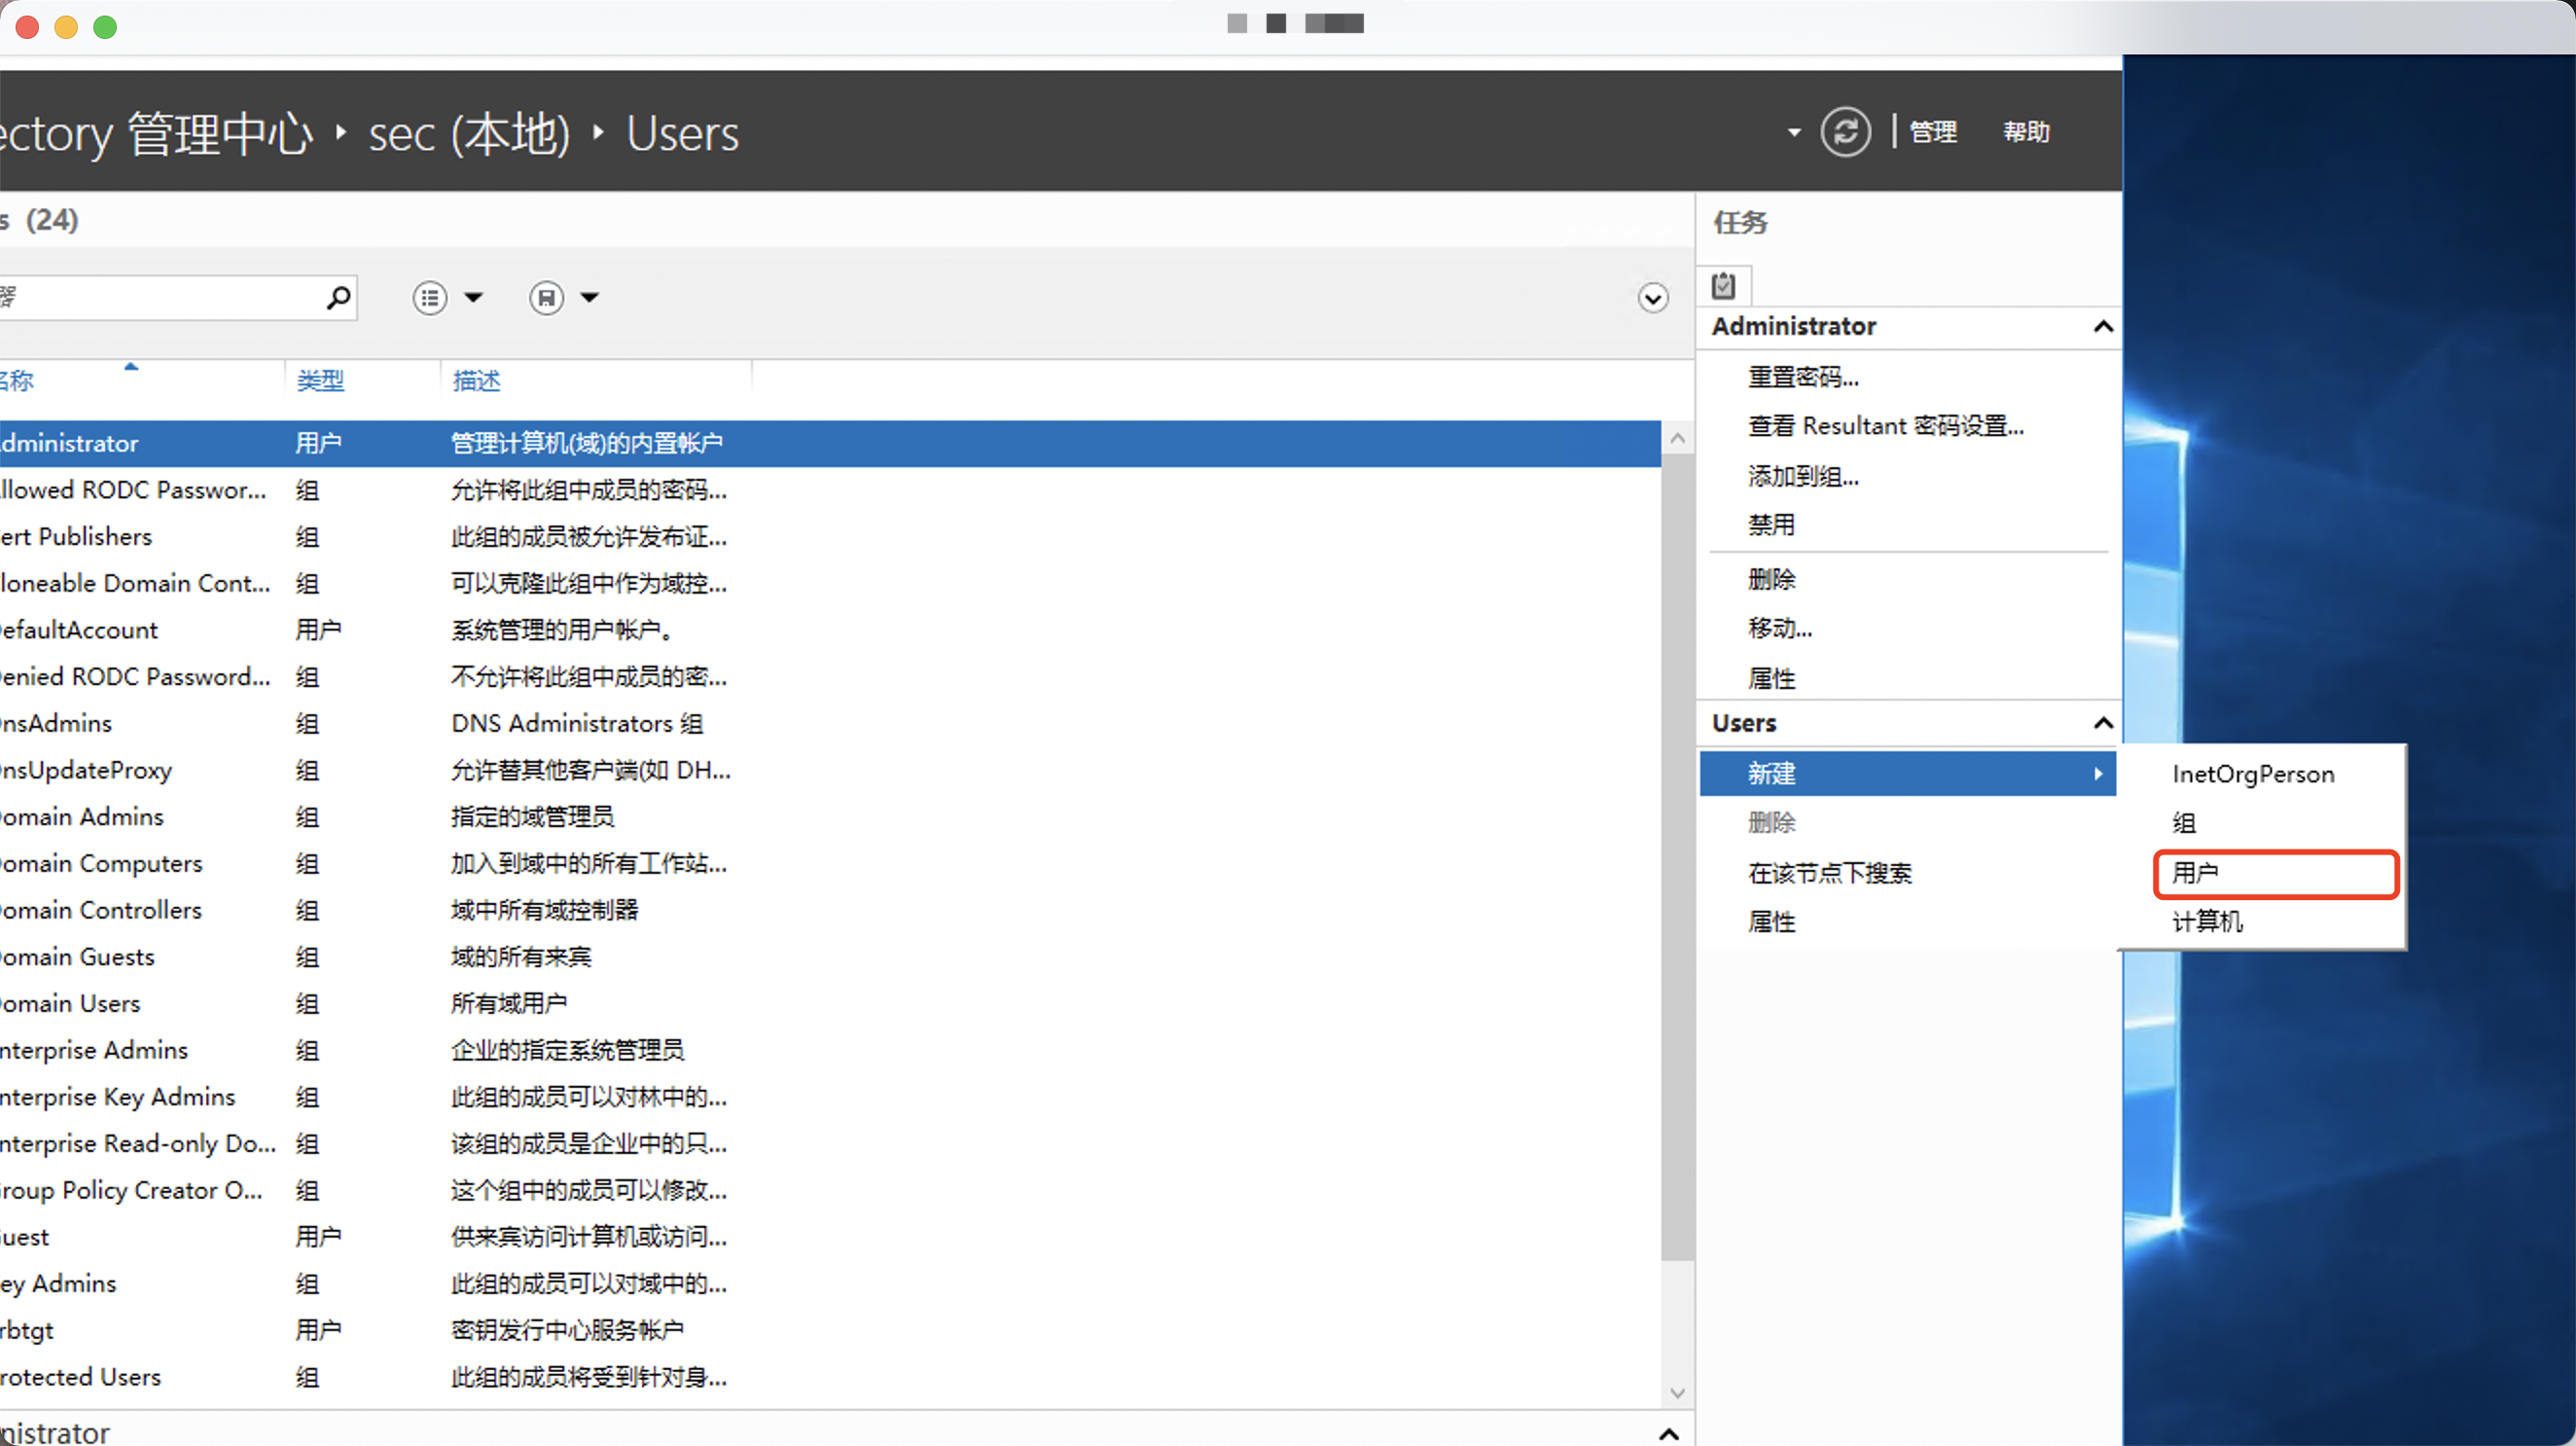 ectory 管理中心 ▸ sec (本地) ▸ Users
管理 帮助
s (24)
器
名称 类型 描述
dministrator 用户 管理计算机(域)的内置帐户
llowed RODC Passwor... 组 允许将此组中成员的密码...
ert Publishers 组 此组的成员被允许发布证...
loneable Domain Cont... 组 可以克隆此组中作为域控...
DefaultAccount 用户 系统管理的用户帐户。
Denied RODC Password... 组 不允许将此组中成员的密...
DnsAdmins 组 DNS Administrators 组
DnsUpdateProxy 组 允许替其他客户端(如 DH...
Domain Admins 组 指定的域管理员
Domain Computers 组 加入到域中的所有工作站...
Domain Controllers 组 域中所有域控制器
Domain Guests 组 域的所有来宾
Domain Users 组 所有域用户
nterprise Admins 组 企业的指定系统管理员
nterprise Key Admins 组 此组的成员可以对林中的...
nterprise Read-only Do... 组 该组的成员是企业中的只...
Group Policy Creator O... 组 这个组中的成员可以修改...
Guest 用户 供来宾访问计算机或访问...
ey Admins 组 此组的成员可以对域中的...
rbtgt 用户 密钥发行中心服务帐户
rotected Users 组 此组的成员将受到针对身...
nistrator
任务
Administrator
重置密码...
查看 Resultant 密码设置...
添加到组...
禁用
删除
移动...
属性
Users
新建
删除
在该节点下搜索
属性
InetOrgPerson
组
用户
计算机